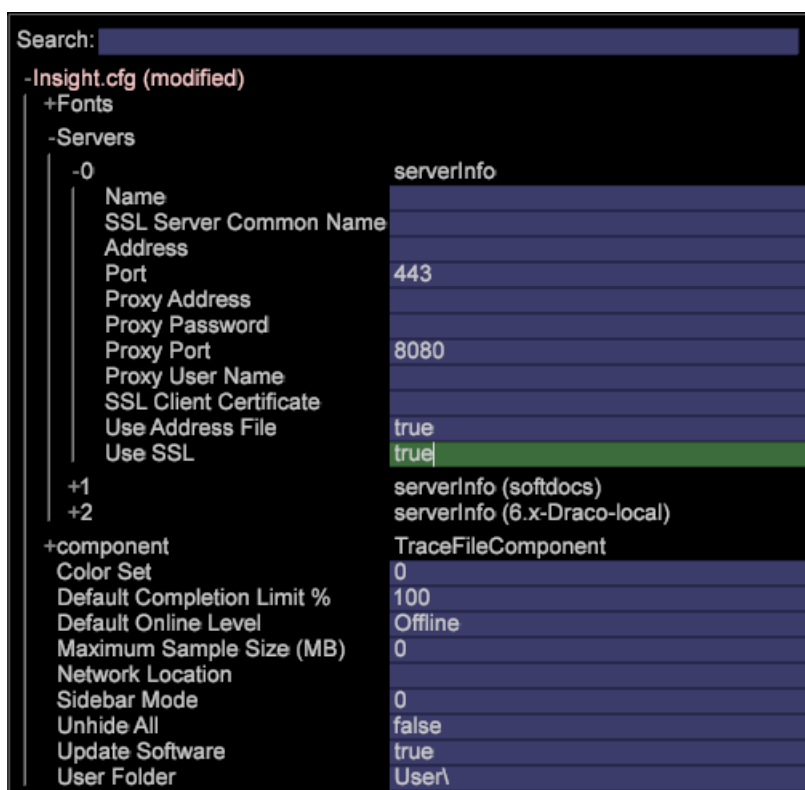 Search:
-Insight.cfg (modified)
+Fonts
-Servers
-0 serverInfo
Name
SSL Server Common Name
Address
Port 443
Proxy Address
Proxy Password
Proxy Port 8080
Proxy User Name
SSL Client Certificate
Use Address File true
Use SSL true
+1 serverInfo (softdocs)
+2 serverInfo (6.x-Draco-local)
+component TraceFileComponent
Color Set 0
Default Completion Limit % 100
Default Online Level Offline
Maximum Sample Size (MB) 0
Network Location
Sidebar Mode 0
Unhide All false
Update Software true
User Folder User\